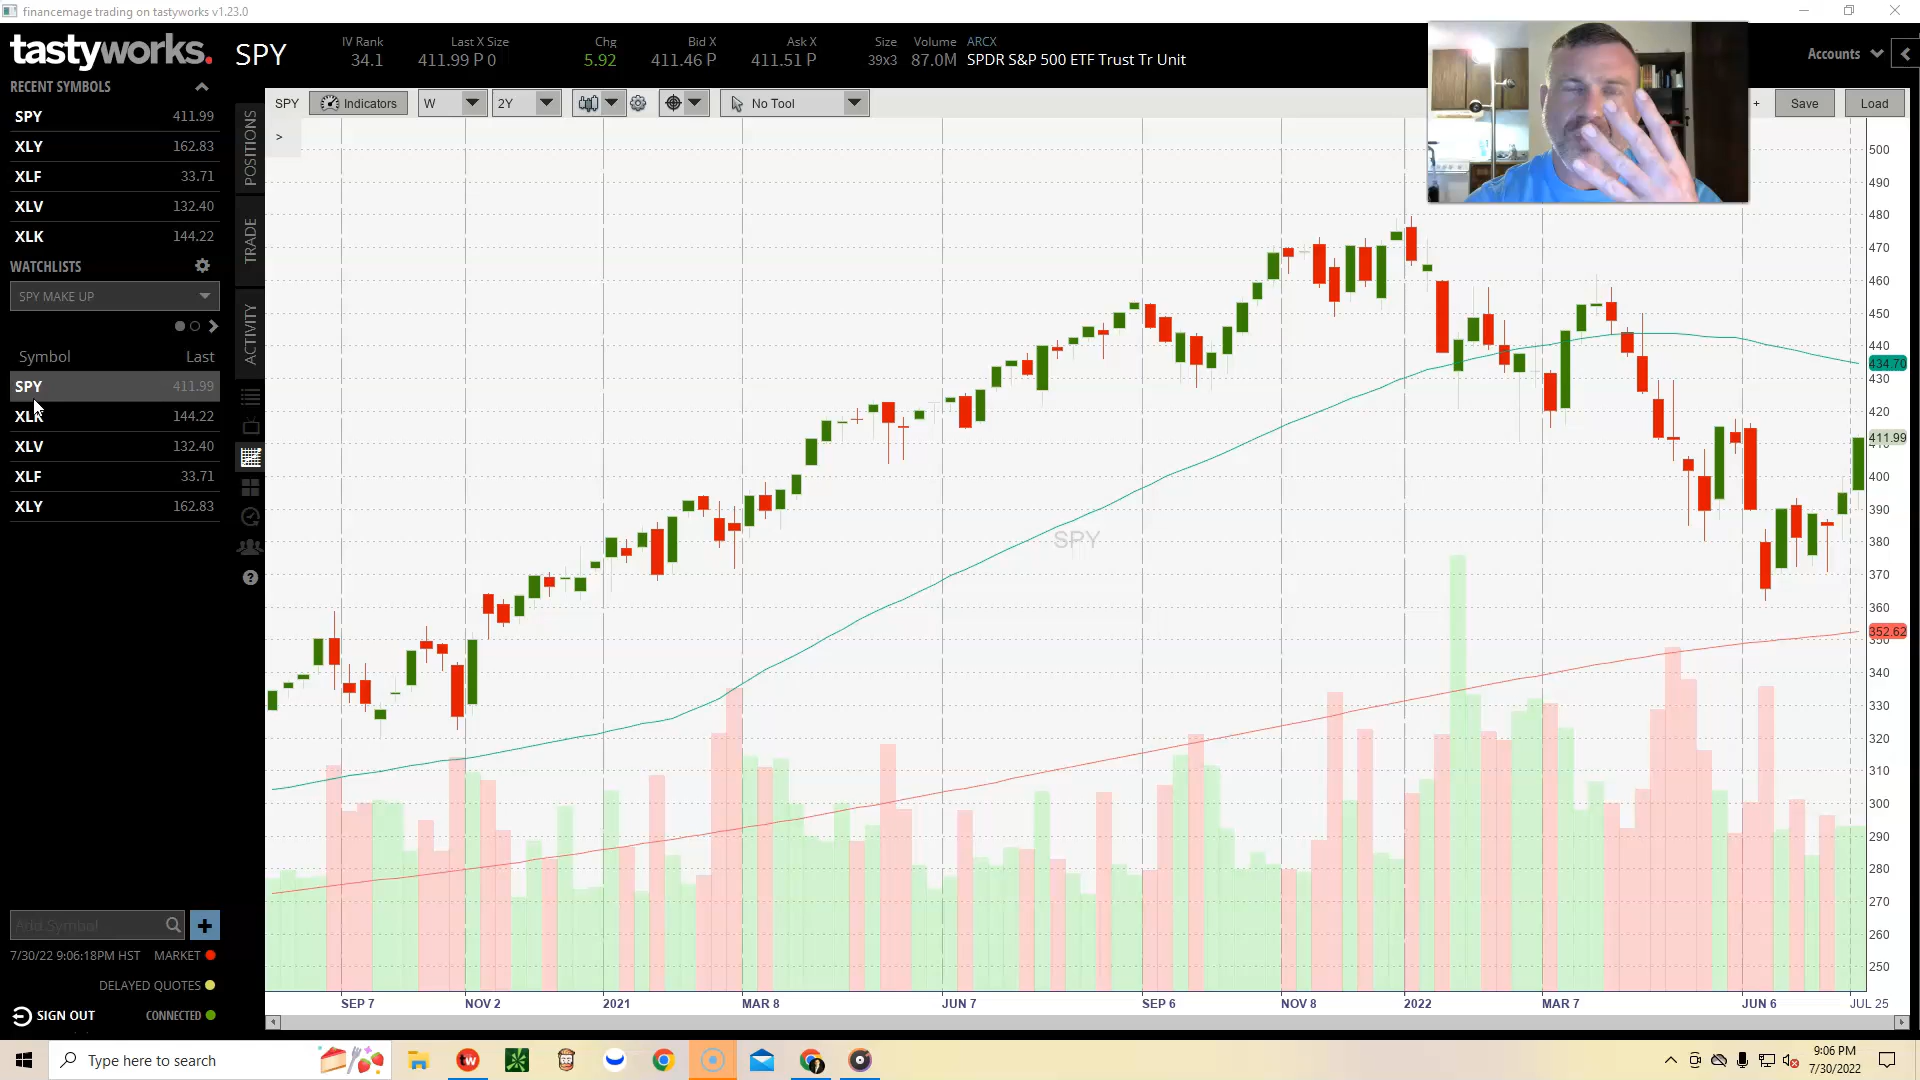 financemage trading on tastyworks v1.23.0
tastyworks.
SPY
IV Rank
34.1
Last X Size
411.99 P 0
Chg
5.92
Bid X
411.46 P
Ask X
411.51 P
Size
39x3
Volume
87.0M
ARCX
SPDR S&P 500 ETF Trust Tr Unit
Accounts
RECENT SYMBOLS
SPY 411.99
XLY 162.83
XLF 33.71
XLV 132.40
XLK 144.22
WATCHLISTS
SPY MAKE UP
Symbol Last
SPY 411.99
XLK 144.22
XLV 132.40
XLF 33.71
XLY 162.83
Add Symbol
7/30/22 9:06:18PM HST MARKET
DELAYED QUOTES
SIGN OUT CONNECTED
POSITIONS
TRADE
ACTIVITY
SPY Indicators W 2Y No Tool + Save Load
>
SPY
500
490
480
470
460
450
440
434.70
430
420
411.99
400
390
380
370
360
352.62
340
330
320
310
300
290
280
270
260
250
SEP 7 NOV 2 2021 MAR 8 JUN 7 SEP 6 NOV 8 2022 MAR 7 JUN 6 JUL 25
Type here to search
tw
9:06 PM
7/30/2022